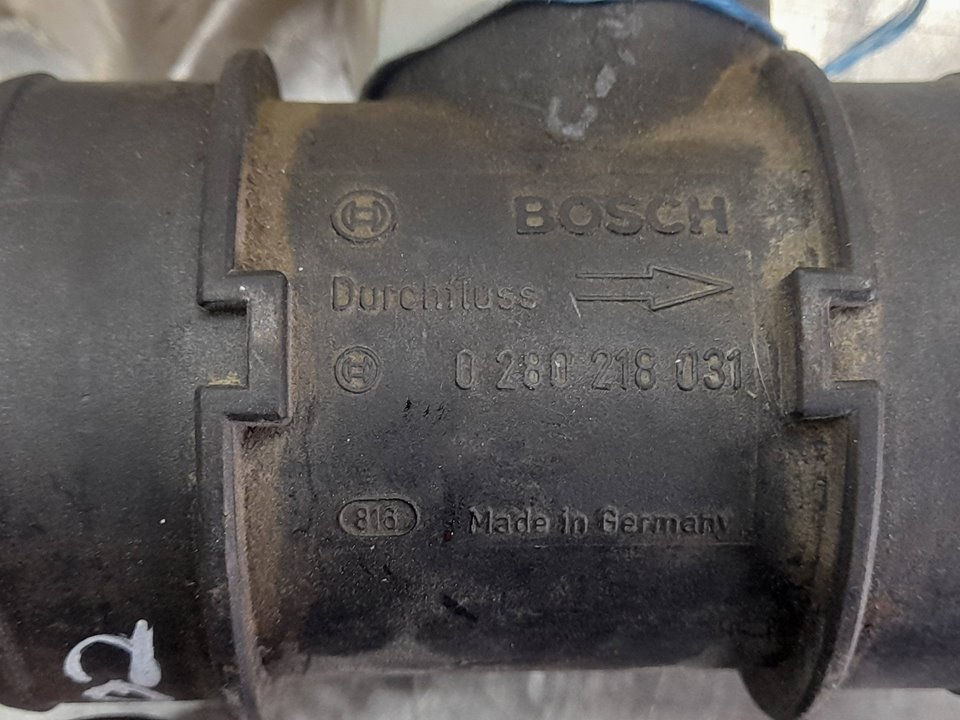 BOSCH
Durchfluss
0 280 218 031
816 Made in Germany